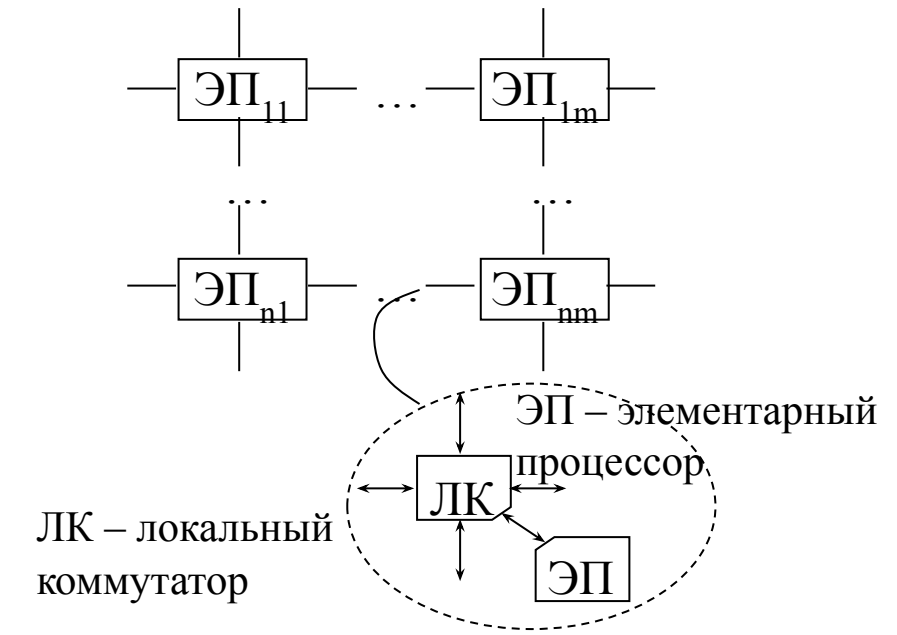 ЭП11 … ЭП1m
… …
ЭПn1 … ЭПnm
ЭП – элементарный
процессор
ЛК
ЛК – локальный
коммутатор
ЭП